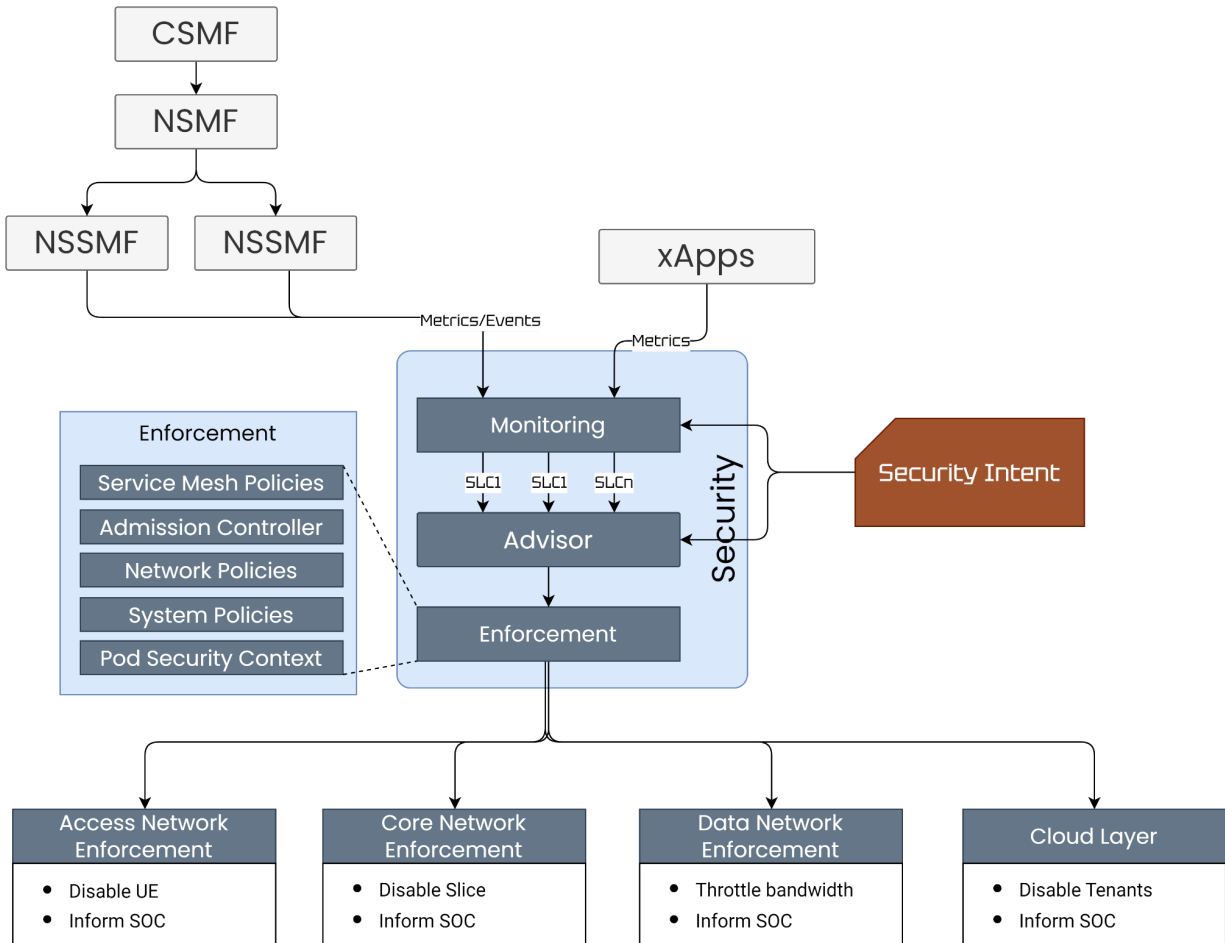 CSMF
NSMF
NSSMF
NSSMF
xApps
Metrics/Events
Metrics
Monitoring
SLC1
SLC1
SLCn
Advisor
Enforcement
Security
Security Intent
Enforcement
Service Mesh Policies
Admission Controller
Network Policies
System Policies
Pod Security Context
Access Network
Enforcement
• Disable UE
• Inform SOC
Core Network
Enforcement
• Disable Slice
• Inform SOC
Data Network
Enforcement
• Throttle bandwidth
• Inform SOC
Cloud Layer
• Disable Tenants
• Inform SOC